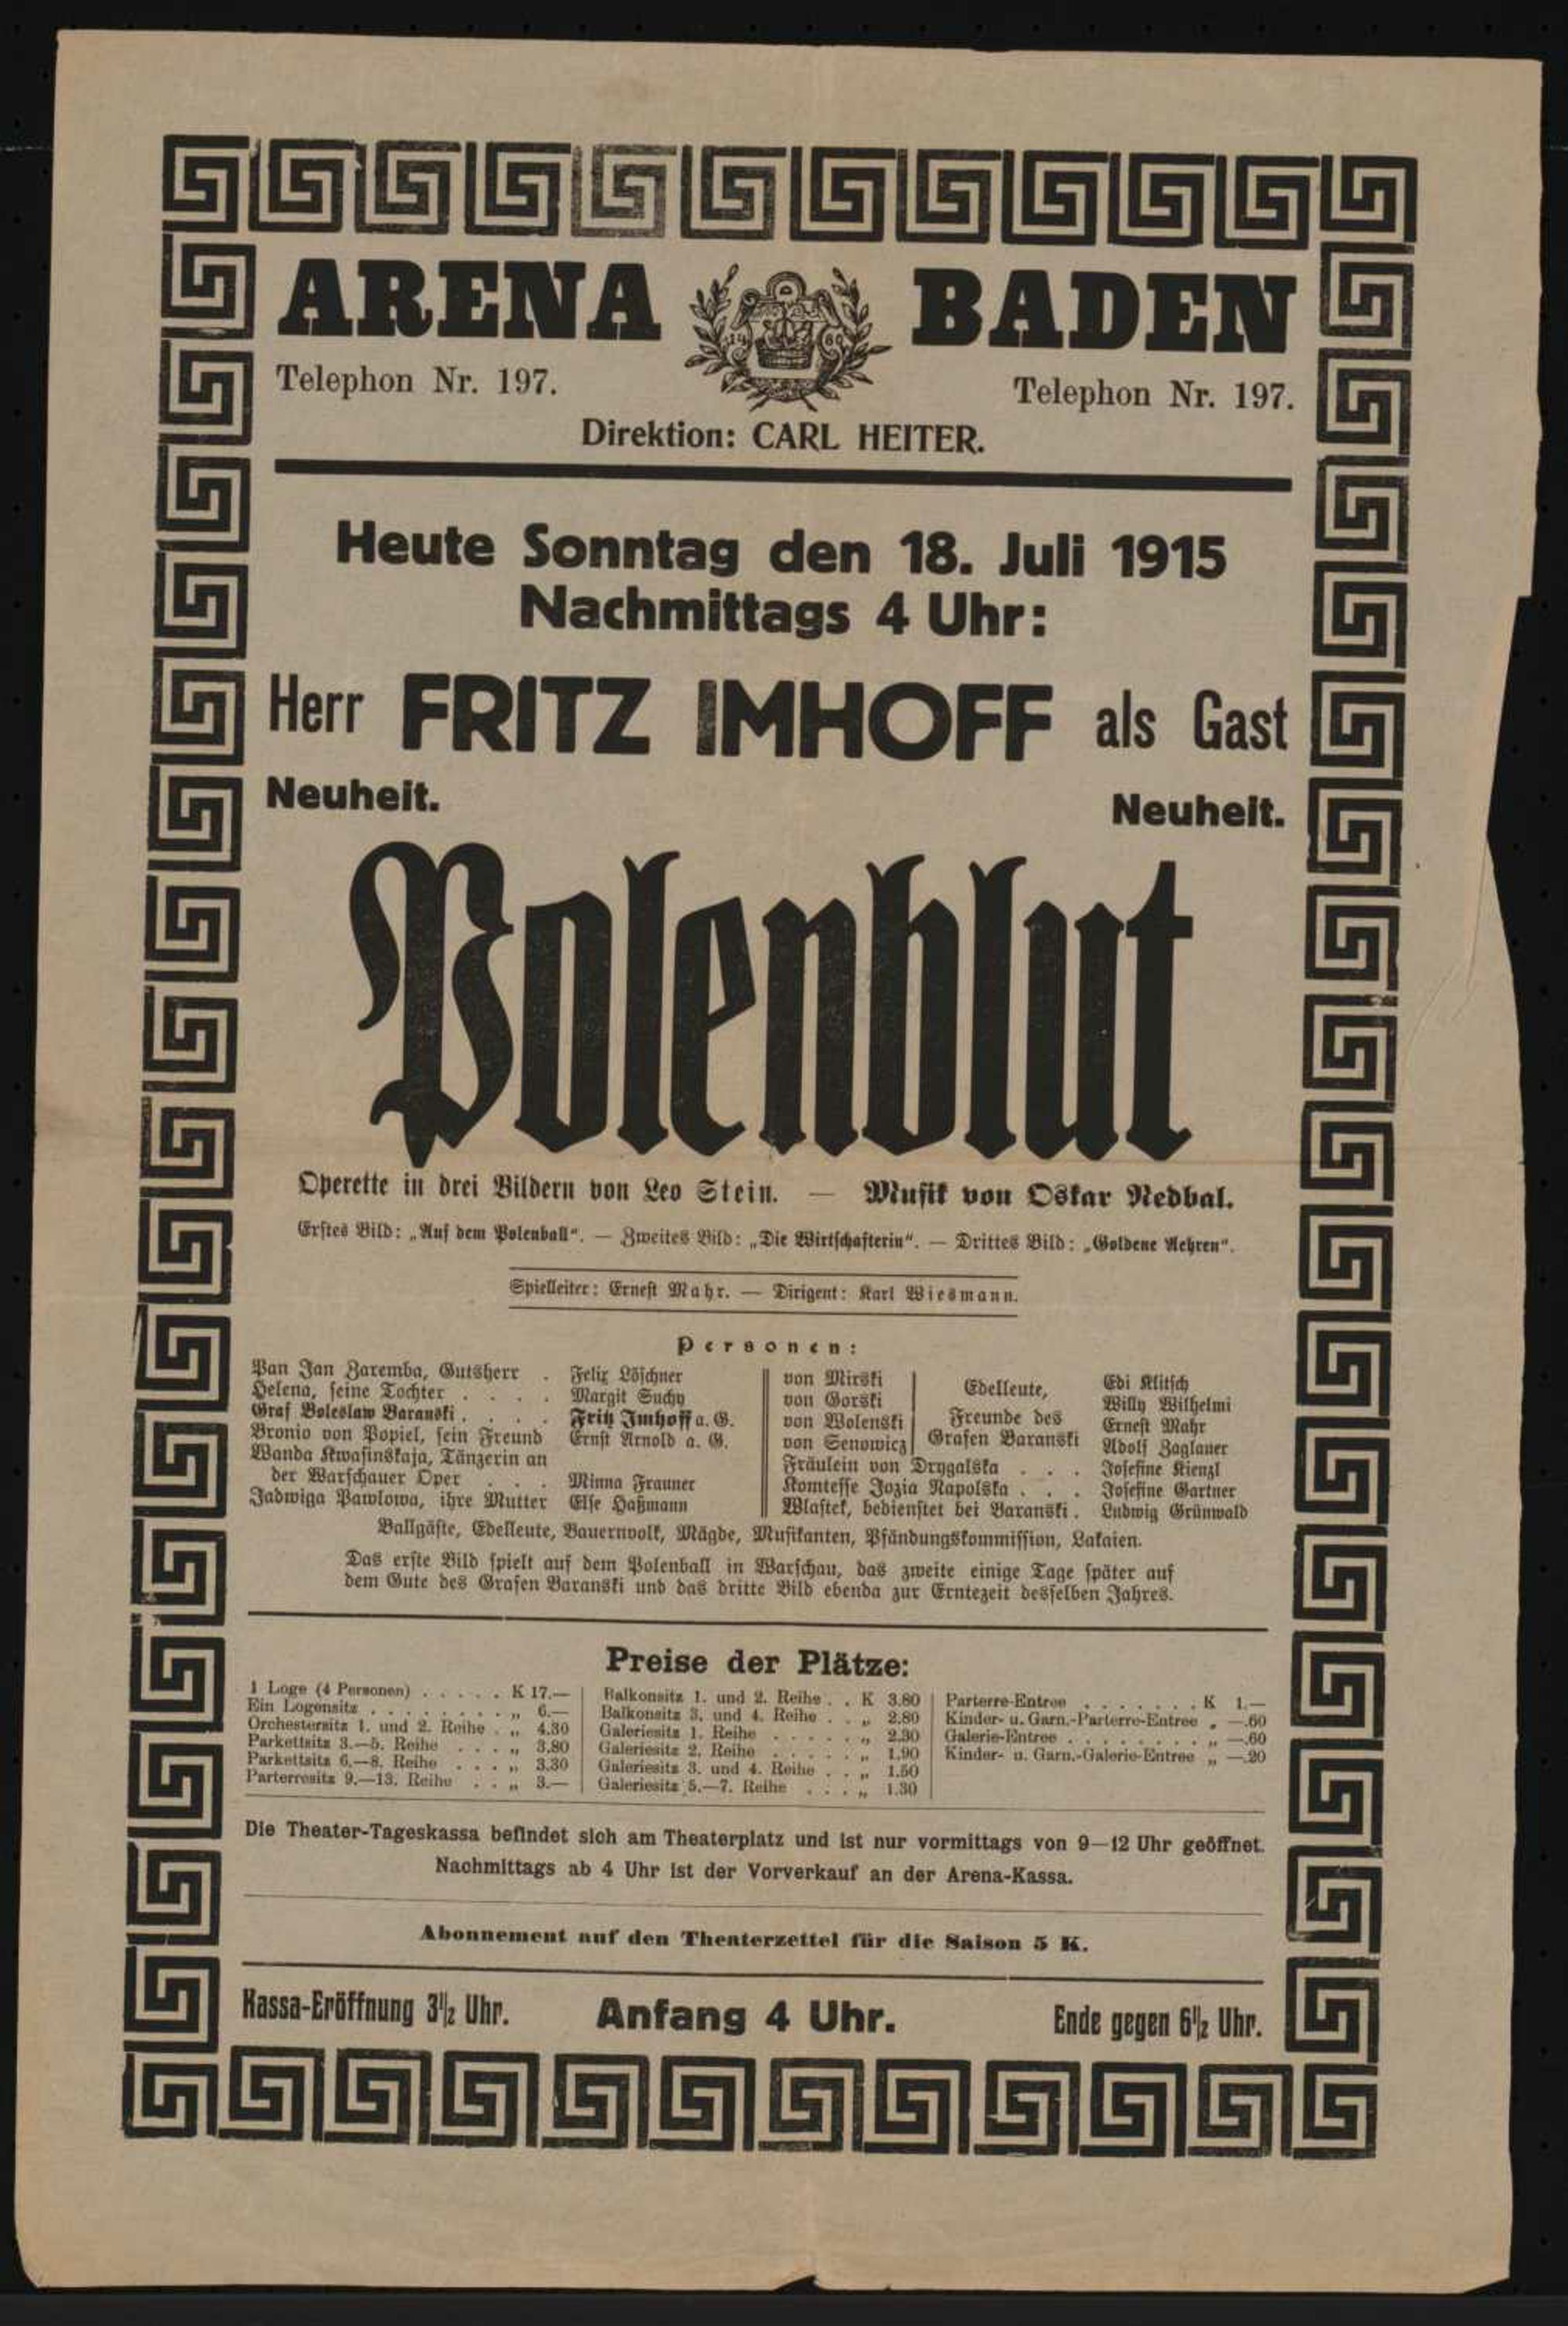 ARENA BADEN
Telephon Nr. 197. Telephon Nr. 197.
Direktion: CARL HEITER.
Heute Sonntag den 18. Juli 1915
Nachmittags 4 Uhr:
Herr FRITZ IMHOFF als Gast
Neuheit. Neuheit.
Polenblut
Operette in drei Bildern von Leo Stein. — Musik von Oskar Nedbal.
Erstes Bild: „Auf dem Polenball“. — Zweites Bild: „Die Wirtschafterin“. — Drittes Bild: „Goldene Aehren“.
Spielleiter: Ernest Mahr. — Dirigent: Karl Wiesmann.
Personen:
Pan Jan Zaremba, Gutsherr . Felix Löschner
Helena, seine Tochter . . . . Margit Suchy
Graf Boleslaw Baranski . . . . Fritz Imhoff a. G.
Bronio von Popiel, sein Freund Ernst Arnold a. G.
Wanda Kwasinskaja, Tänzerin an
der Warschauer Oper . . . Minna Frauner
Jadwiga Pawlowa, ihre Mutter Else Haßmann
von Mirski Edi Klitsch
von Gorski Edelleute, Willy Wilhelmi
von Wolenski Freunde des Ernest Mahr
von Senowicz Grafen Baranski Adolf Zaglauer
Fräulein von Drygalska . . . Josefine Kienzl
Komtesse Jozia Napolska . . . Josefine Gartner
Wlastek, bedienstet bei Baranski . Ludwig Grünwald
Ballgäste, Edelleute, Bauernvolk, Mägde, Musikanten, Pfändungskommission, Lakaien.
Das erste Bild spielt auf dem Polenball in Warschau, das zweite einige Tage später auf
dem Gute des Grafen Baranski und das dritte Bild ebenda zur Erntezeit desselben Jahres.
Preise der Plätze:
1 Loge (4 Personen) . . . . . K 17.—
Ein Logensitz . . . . . . . . „ 6.—
Orchestersitz 1. und 2. Reihe . „ 4.30
Parkettsitz 3.—5. Reihe . . . „ 3.80
Parkettsitz 6.—8. Reihe . . . „ 3.30
Parterresitz 9.—13. Reihe . . „ 3.—
Balkonsitz 1. und 2. Reihe . . K 3.80
Balkonsitz 3. und 4. Reihe . . „ 2.80
Galeriesitz 1. Reihe . . . . . „ 2.30
Galeriesitz 2. Reihe . . . . . „ 1.90
Galeriesitz 3. und 4. Reihe . . „ 1.50
Galeriesitz 5.—7. Reihe . . . „ 1.30
Parterre-Entree . . . . . . . K 1.—
Kinder- u. Garn.-Parterre-Entree „ —.60
Galerie-Entree . . . . . . . . „ —.60
Kinder- u. Garn.-Galerie-Entree „ —.20
Die Theater-Tageskassa befindet sich am Theaterplatz und ist nur vormittags von 9—12 Uhr geöffnet.
Nachmittags ab 4 Uhr ist der Vorverkauf an der Arena-Kassa.
Abonnement auf den Theaterzettel für die Saison 5 K.
Kassa-Eröffnung 3½ Uhr. Anfang 4 Uhr. Ende gegen 6½ Uhr.